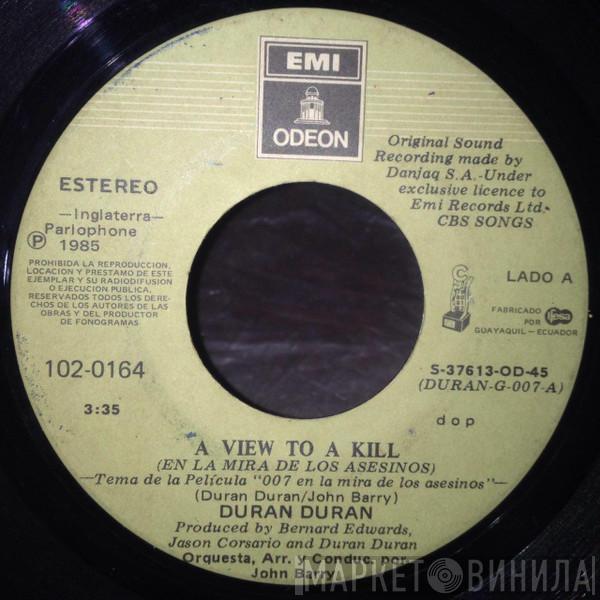 EMI
ODEON
ESTEREO
—Inglaterra—
Parlophone
Ⓟ 1985
PROHIBIDA LA REPRODUCCION,
LOCACION Y PRESTAMO DE ESTE
EJEMPLAR Y SU RADIODIFUSION
O EJECUCION PUBLICA.
RESERVADOS TODOS LOS DERE-
CHOS DE LOS AUTORES DE LAS
OBRAS Y DEL PRODUCTOR
DE FONOGRAMAS
102-0164
3:35
Original Sound
Recording made by
Danjaq S.A.-Under
exclusive licence to
Emi Records Ltd.
CBS SONGS
LADO A
FABRICADO
POR
GUAYAQUIL — ECUADOR
S-37613-OD-45
(DURAN-G-007-A)
dop
A VIEW TO A KILL
(EN LA MIRA DE LOS ASESINOS)
—Tema de la Película "007 en la mira de los asesinos"—
(Duran Duran/John Barry)
DURAN DURAN
Produced by Bernard Edwards,
Jason Corsario and Duran Duran
Orquesta, Arr. y Conduc. por
John Barry
МАРКЕТ ВИНИЛА